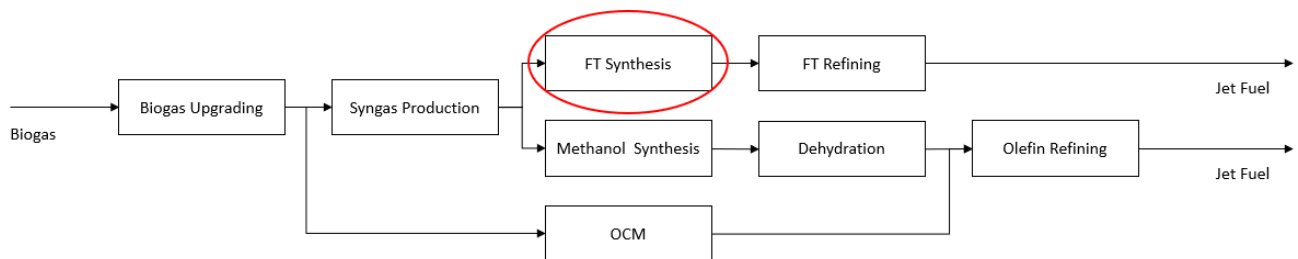 FT Synthesis
FT Refining
Jet Fuel
Biogas
Biogas Upgrading
Syngas Production
Methanol Synthesis
Dehydration
Olefin Refining
Jet Fuel
OCM